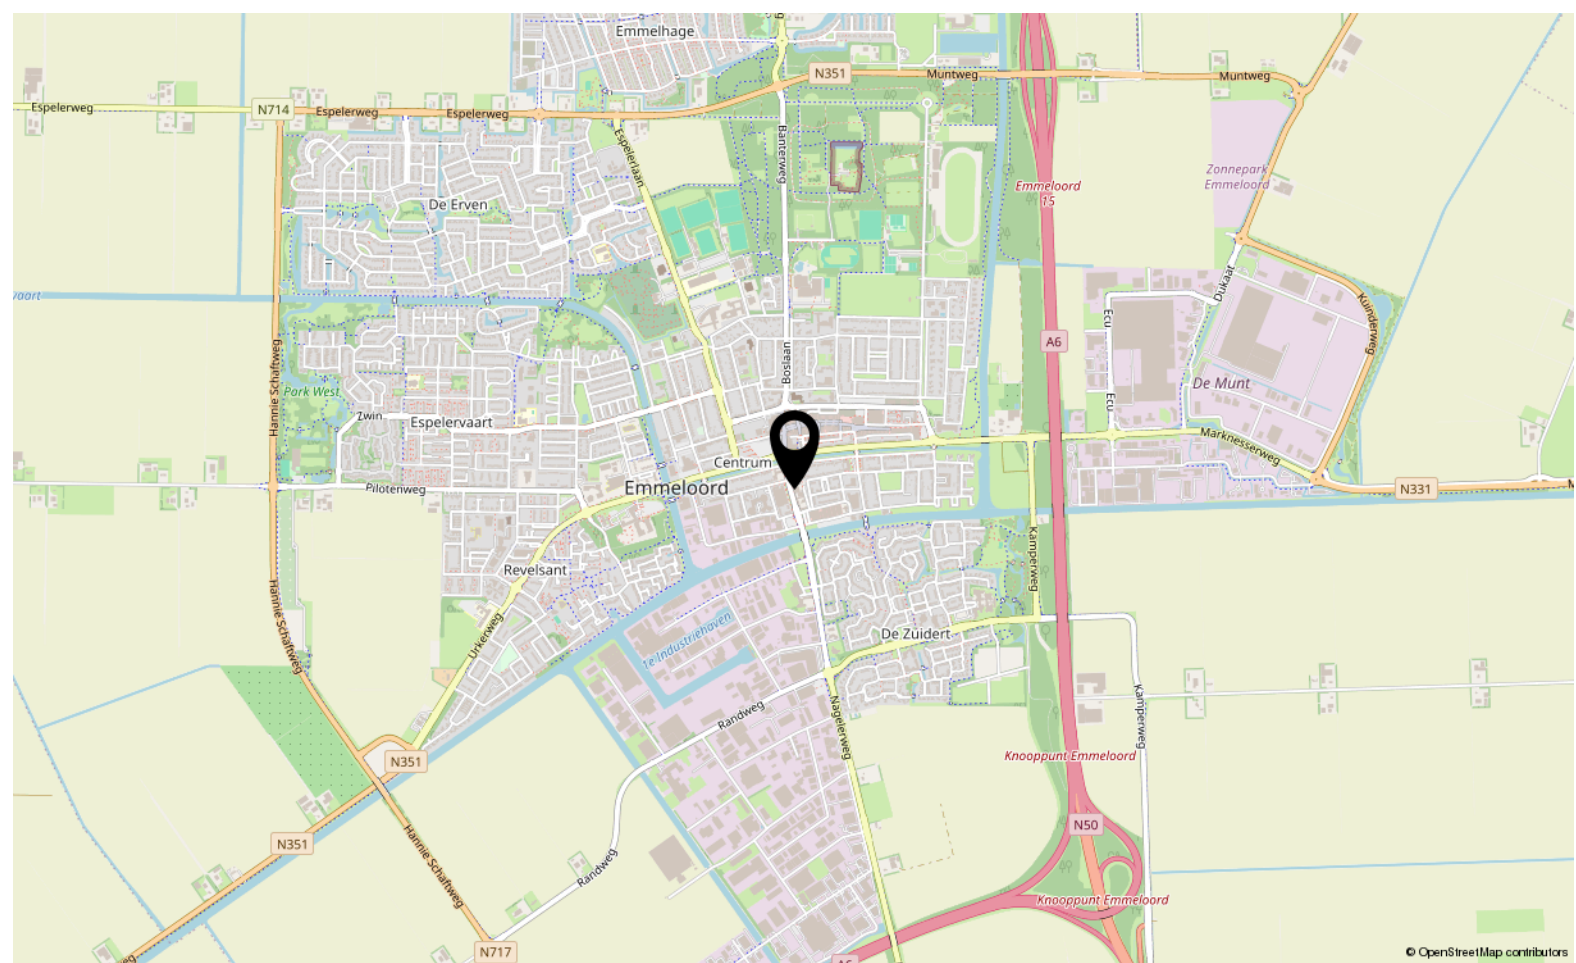 Emmelhage
N351
Muntweg
Muntweg
Espelerweg
N714
Espelerweg
Espelerweg
Espelerlaan
Banterweg
Zonnepark
Emmeloord
Emmeloord
15
De Erven
vaart
Dukaat
Ecu
Kunderweg
Hannie Schaftweg
Boslaan
A6
De Munt
Park West
Zwin
Espelervaart
Ecu
Marknesserweg
Centrum
Emmeloord
Pilotenweg
N331
M
Kamperweg
Revelsant
Hannie Schaftweg
Urkerweg
1e Industriehaven
De Zuidert
Randweg
Nagelerweg
Kamperweg
Knooppunt Emmeloord
N351
N50
N351
Hannie Schaftweg
Randweg
Knooppunt Emmeloord
N717
A6
© OpenStreetMap contributors